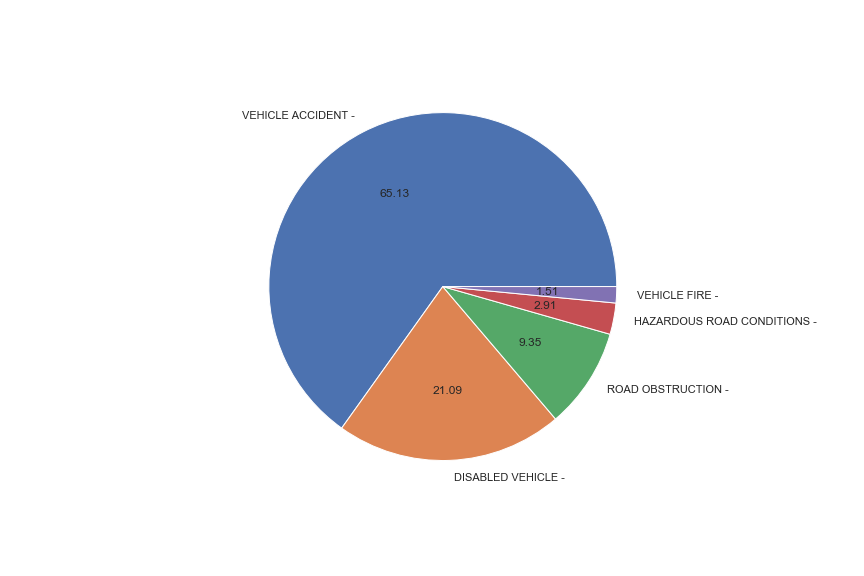 VEHICLE ACCIDENT -
65.13
1.51
VEHICLE FIRE -
2.91
HAZARDOUS ROAD CONDITIONS -
9.35
ROAD OBSTRUCTION -
21.09
DISABLED VEHICLE -